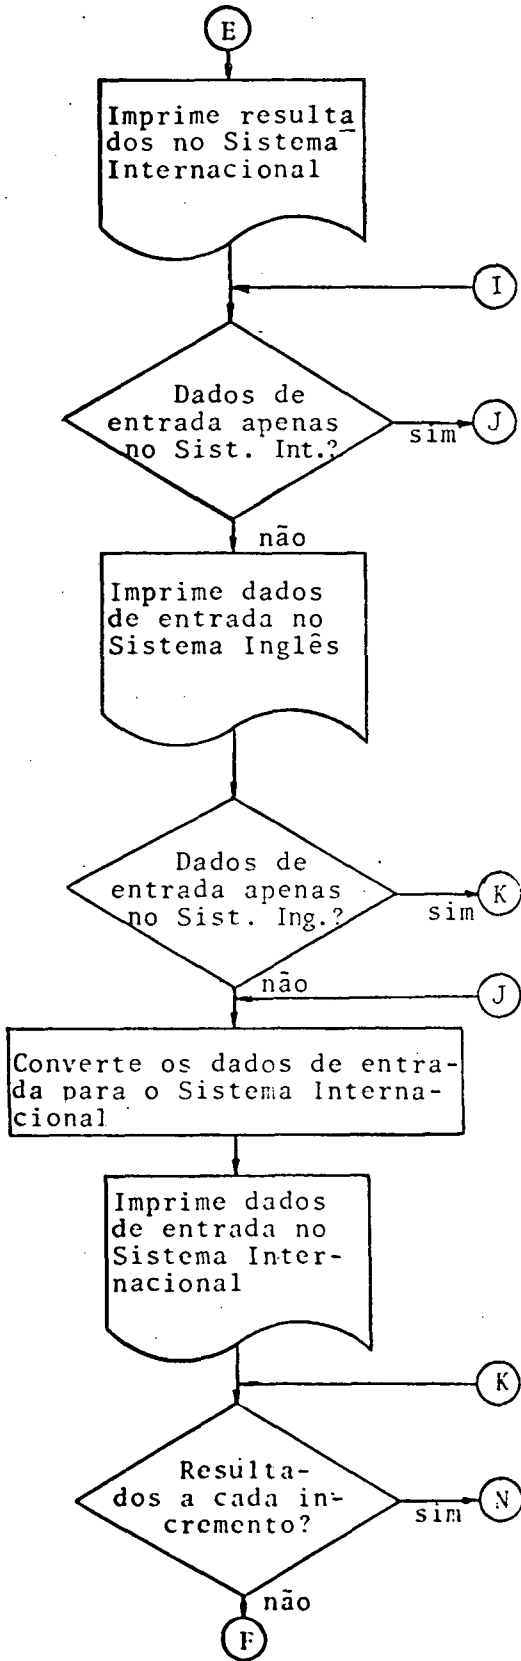 E
Imprime resulta
dos no Sistema
Internacional
I
Dados de
entrada apenas
no Sist. Int.?
sim
J
não
Imprime dados
de entrada no
Sistema Inglês
Dados de
entrada apenas
no Sist. Ing.?
sim
K
não
J
Converte os dados de entra-
da para o Sistema Interna-
cional
Imprime dados
de entrada no
Sistema Inter-
nacional
K
Resulta-
dos a cada in-
cremento?
sim
N
não
F